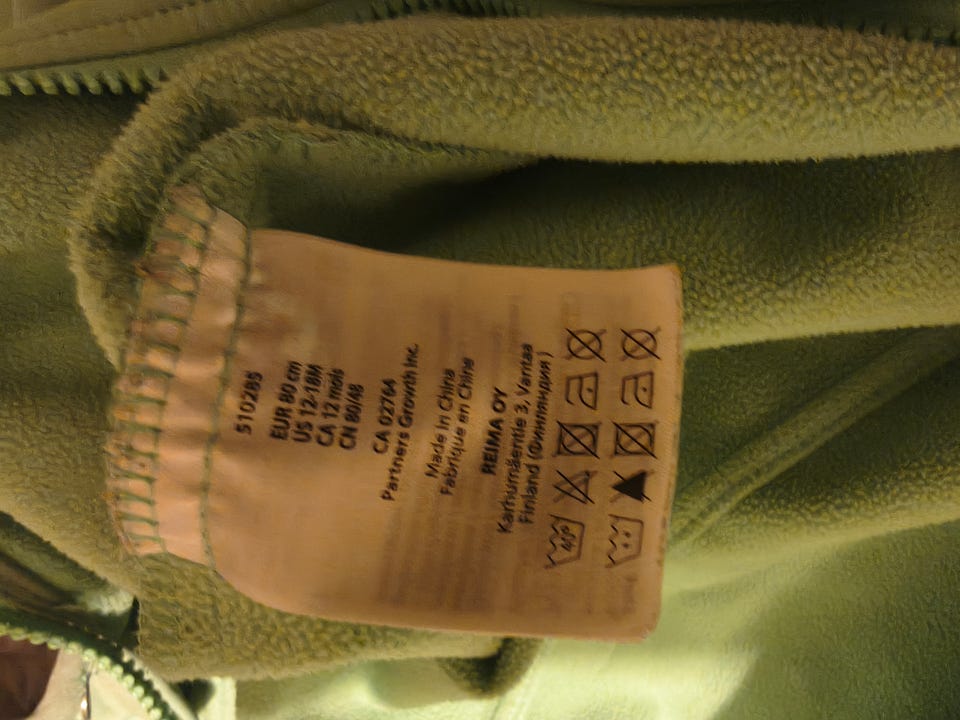 510285
EUR 80 cm
US 12-18M
CA 12 mois
CN 80/48
CA 02764
Partners Growth Inc.
Made in China
Fabriqué en Chine
REIMA OY
Karhumäentie 3, Vantaa
Finland (Финляндия)
40°